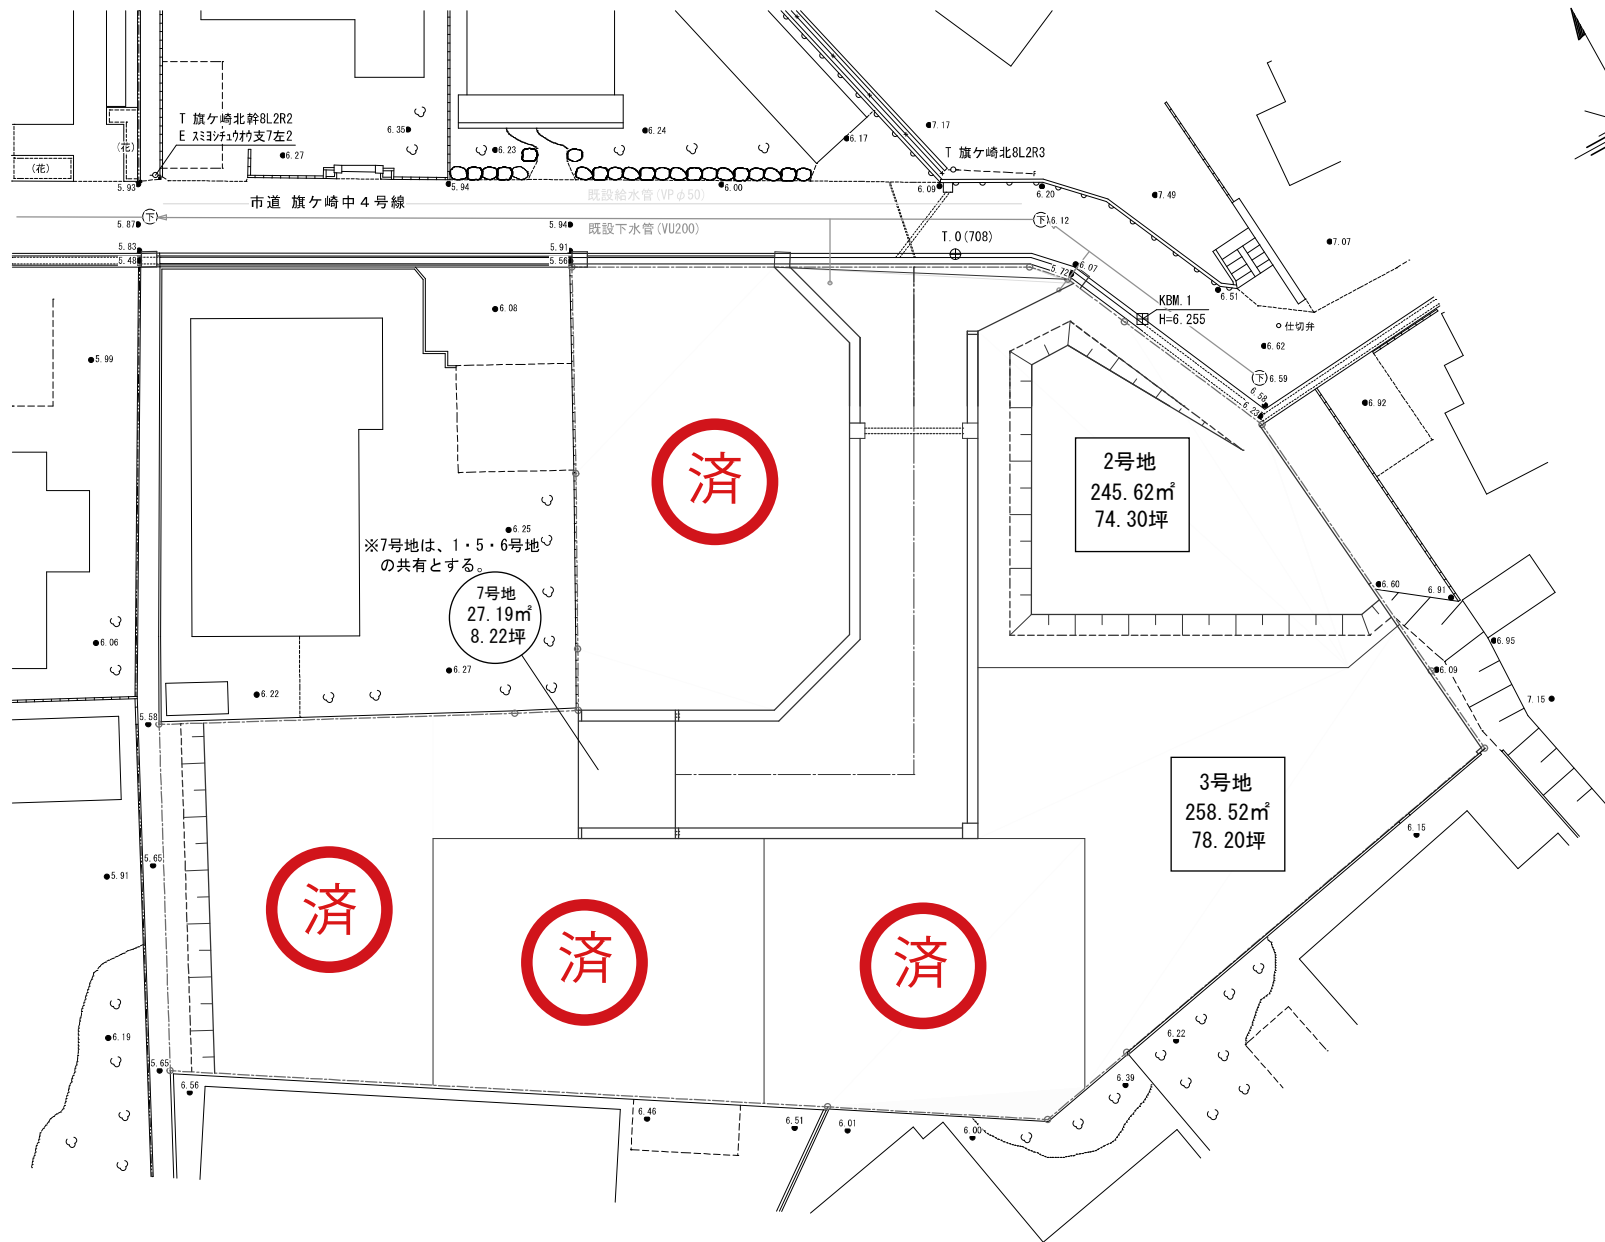 T 旗ケ崎北幹8L2R2
E スミヨシチュウオウ支7左2
6.35
6.24
6.27
6.23
6.17
7.17
T 旗ケ崎北8L2R3
(花)
(花)
5.93
5.94
6.00
6.09
6.20
7.49
市道 旗ケ崎中4号線
既設給水管(VPφ50)
下
下
6.12
5.87
5.94
既設下水管(VU200)
T.0(708)
7.07
5.83
5.48
5.91
5.56
6.07
5.72
6.51
KBM.1
H=6.255
仕切弁
6.08
5.99
6.62
下
6.59
6.58
6.23
6.92
済
2号地
245.62㎡
74.30坪
6.25
※7号地は、1・5・6号地
の共有とする。
7号地
27.19㎡
8.22坪
6.60
6.91
6.06
6.27
6.95
6.09
6.22
7.15
5.58
3号地
258.52㎡
78.20坪
6.15
5.65
5.91
済
済
済
6.19
6.22
5.65
6.56
6.39
6.46
6.51
6.01
6.00